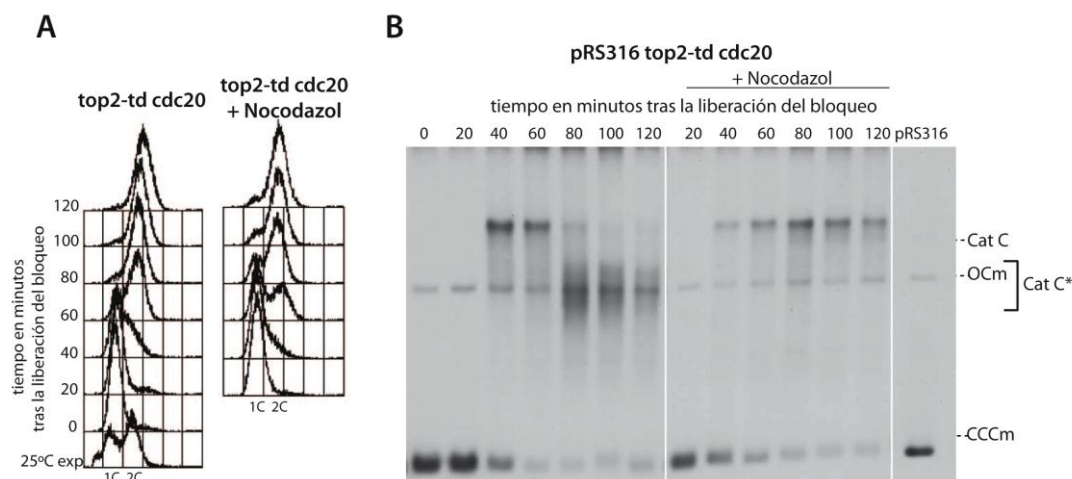 A
top2-td cdc20
top2-td cdc20
+ Nocodazol
tiempo en minutos
tras la liberación del bloqueo
120
100
80
60
40
20
0
25ºC exp
1C 2C
1C 2C
B
pRS316 top2-td cdc20
+ Nocodazol
tiempo en minutos tras la liberación del bloqueo
0 20 40 60 80 100 120 20 40 60 80 100 120 pRS316
Cat C
OCm
Cat C*
CCCm